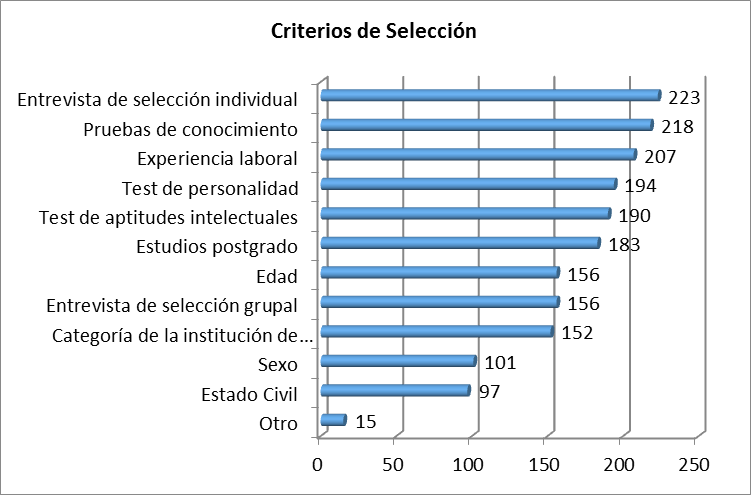 Criterios de Selección
Entrevista de selección individual 223
Pruebas de conocimiento 218
Experiencia laboral 207
Test de personalidad 194
Test de aptitudes intelectuales 190
Estudios postgrado 183
Edad 156
Entrevista de selección grupal 156
Categoría de la institución de... 152
Sexo 101
Estado Civil 97
Otro 15
0 50 100 150 200 250